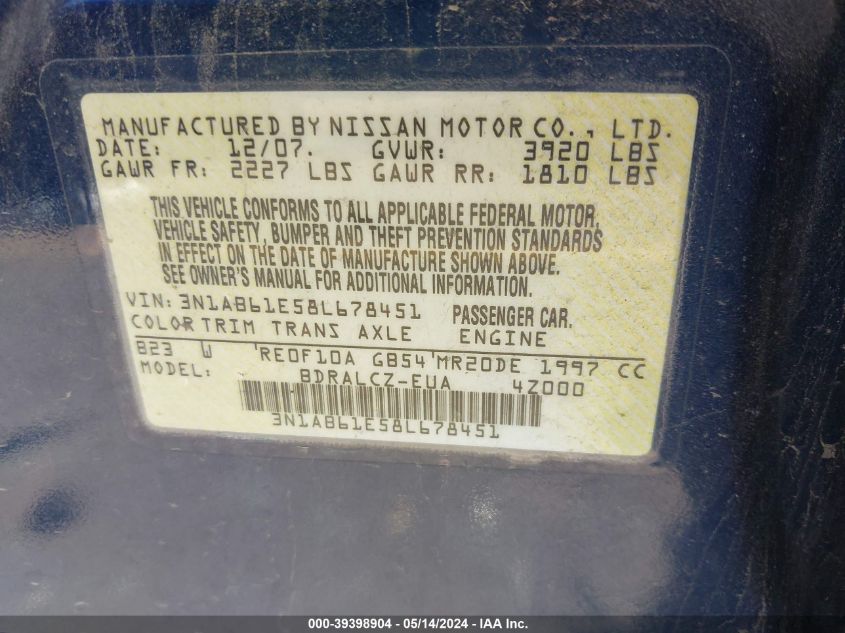 MANUFACTURED BY NISSAN MOTOR CO., LTD.
DATE: 12/07. GVWR: 3920 LBS
GAWR FR: 2227 LBS GAWR RR: 1810 LBS
THIS VEHICLE CONFORMS TO ALL APPLICABLE FEDERAL MOTOR
VEHICLE SAFETY, BUMPER AND THEFT PREVENTION STANDARDS
IN EFFECT ON THE DATE OF MANUFACTURE SHOWN ABOVE.
SEE OWNER'S MANUAL FOR ADDITIONAL INFORMATION.
VIN: 3N1AB61E58L678451 PASSENGER CAR.
COLOR TRIM TRANS AXLE ENGINE
B23 W 'RE0F10A GB54'MR20DE 1997 CC
MODEL: BDRALCZ-EUA 4Z000
3N1AB61E58L678451
000-39398904 / 05/14/2024 - IAA Inc.